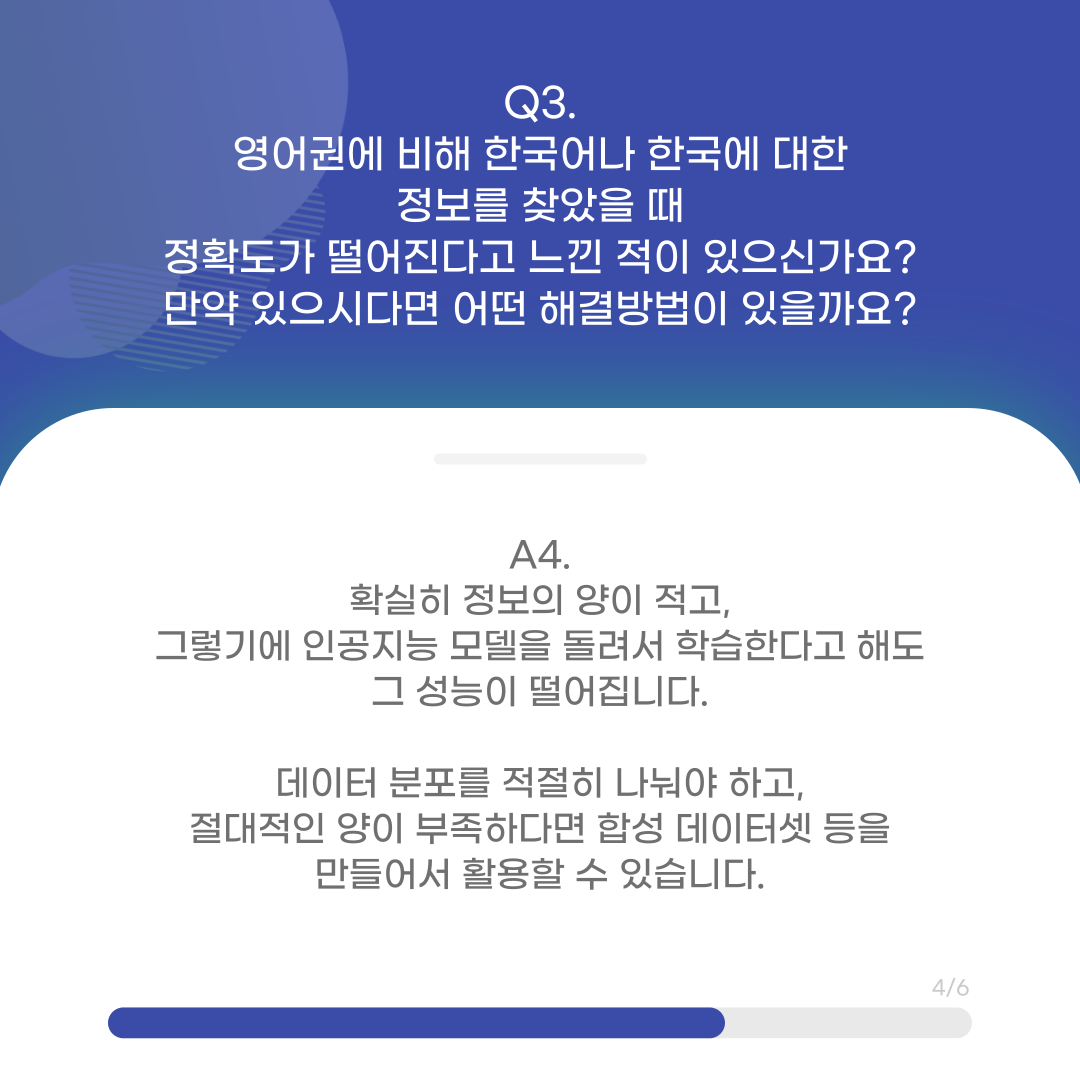 Q3.
영어권에 비해 한국어나 한국에 대한
정보를 찾았을 때
정확도가 떨어진다고 느낀 적이 있으신가요?
만약 있으시다면 어떤 해결방법이 있을까요?
A4.
확실히 정보의 양이 적고,
그렇기에 인공지능 모델을 돌려서 학습한다고 해도
그 성능이 떨어집니다.
데이터 분포를 적절히 나눠야 하고,
절대적인 양이 부족하다면 합성 데이터셋 등을
만들어서 활용할 수 있습니다.
4/6